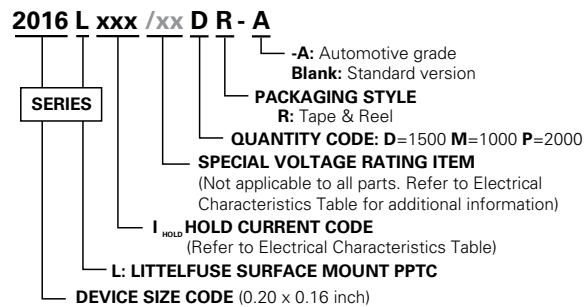 2016 L xxx /xx D R - A
-A: Automotive grade
Blank: Standard version
SERIES
PACKAGING STYLE
R: Tape & Reel
QUANTITY CODE: D=1500 M=1000 P=2000
SPECIAL VOLTAGE RATING ITEM
(Not applicable to all parts. Refer to Electrical
Characteristics Table for additional information)
I HOLD HOLD CURRENT CODE
(Refer to Electrical Characteristics Table)
L: LITTELFUSE SURFACE MOUNT PPTC
DEVICE SIZE CODE (0.20 x 0.16 inch)